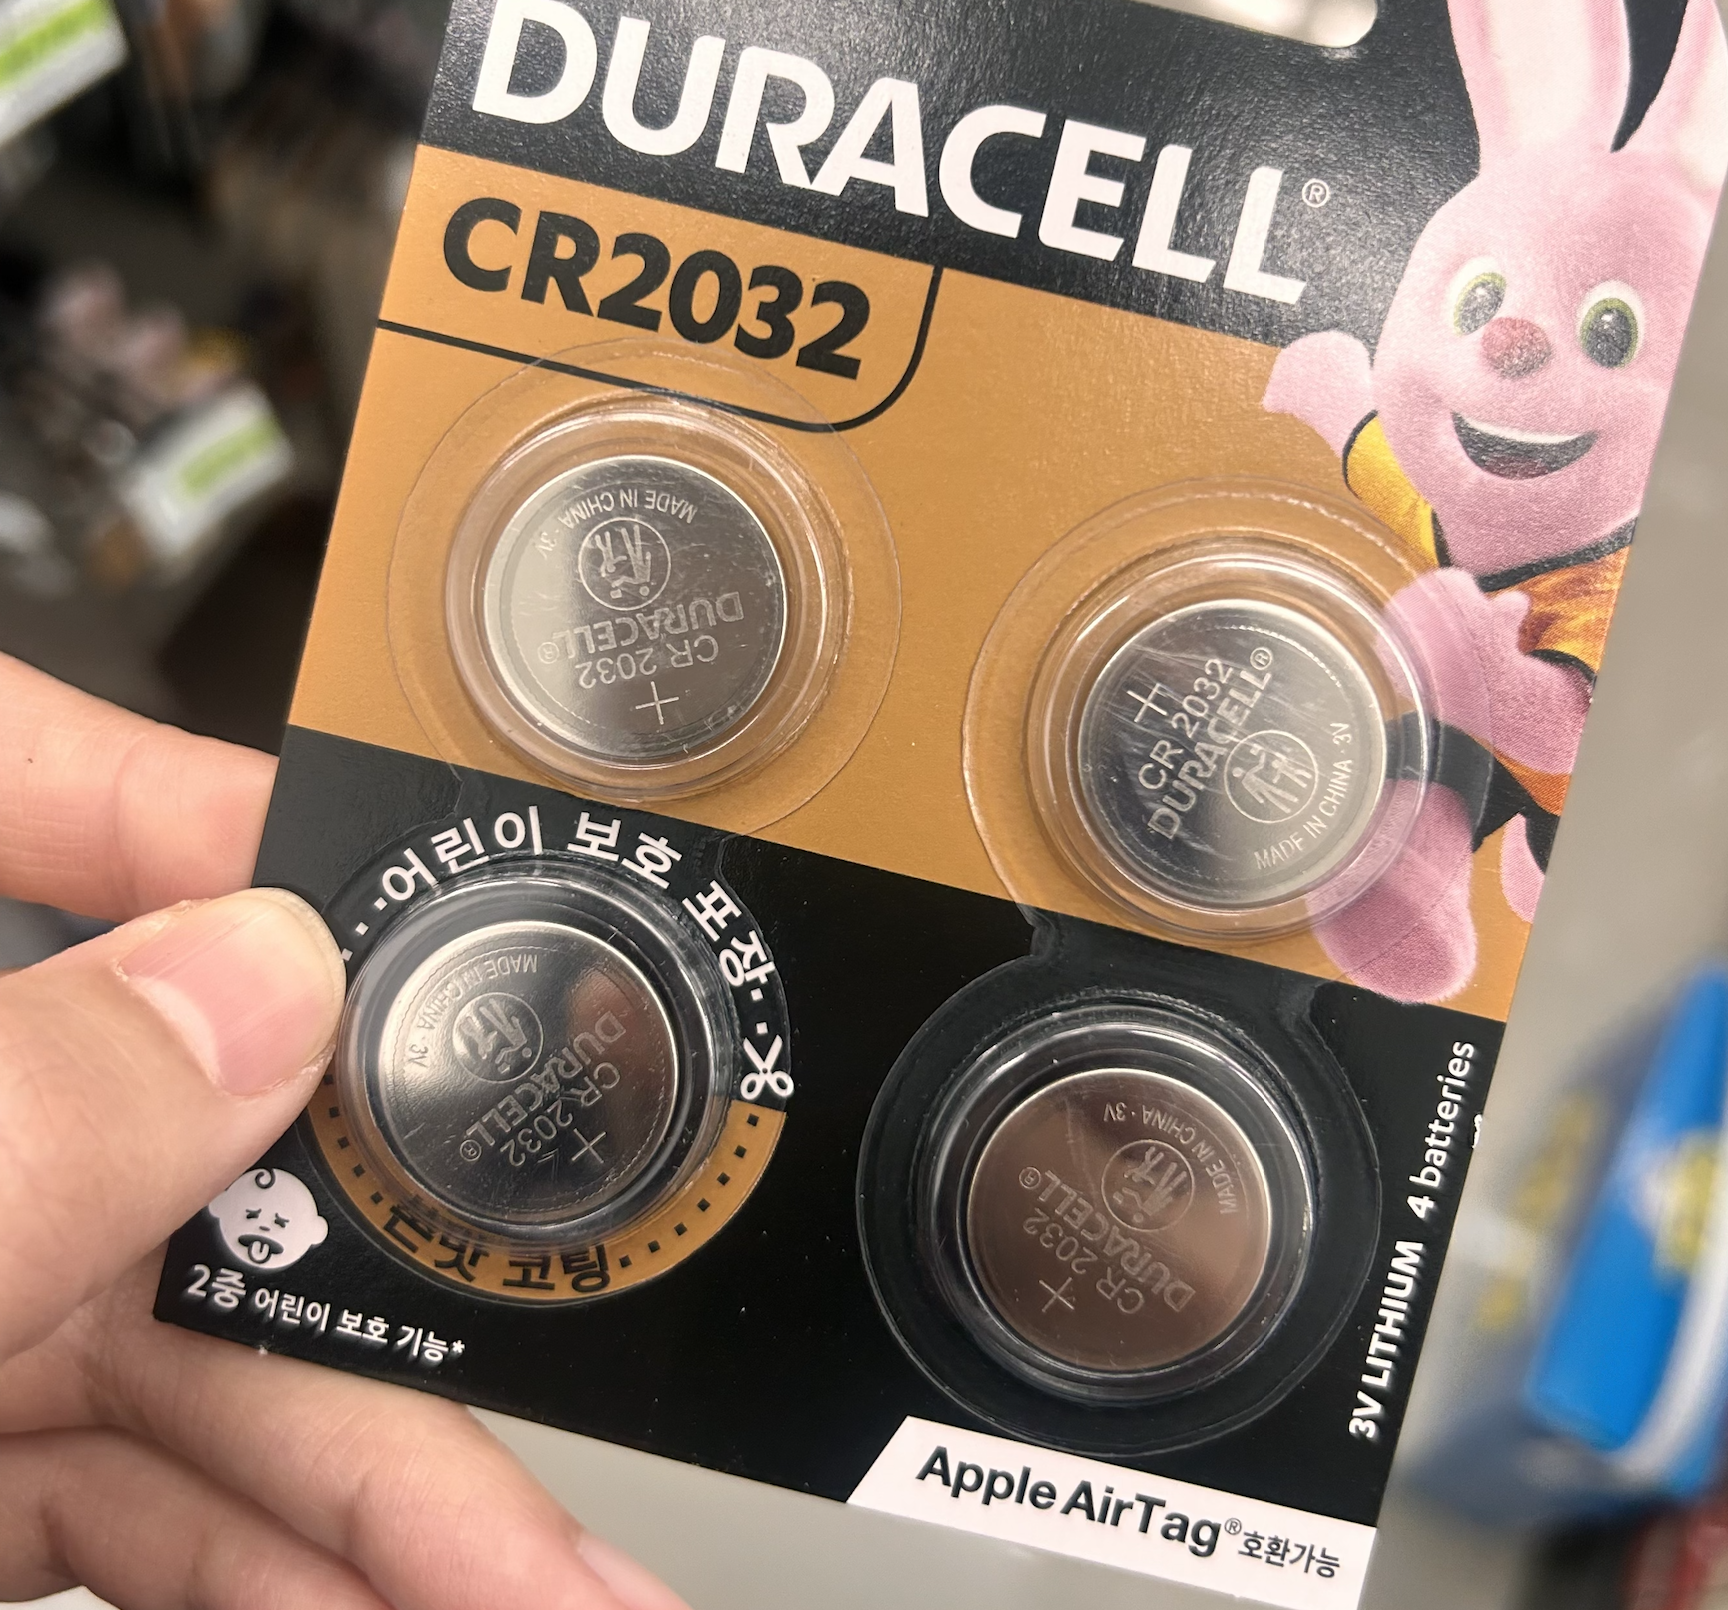 DURACELL®
CR2032
MADE IN CHINA · 3V
DURACELL®
CR 2032
+
+
CR 2032
DURACELL®
MADE IN CHINA · 3V
어린이 보호 포장
MADE IN CHINA · 3V
DURACELL®
CR 2032
+
쓴맛 코팅
MADE IN CHINA · 3V
DURACELL®
CR 2032
+
2중 어린이 보호 기능*
3V LITHIUM 4 batteries
Apple AirTag® 호환가능